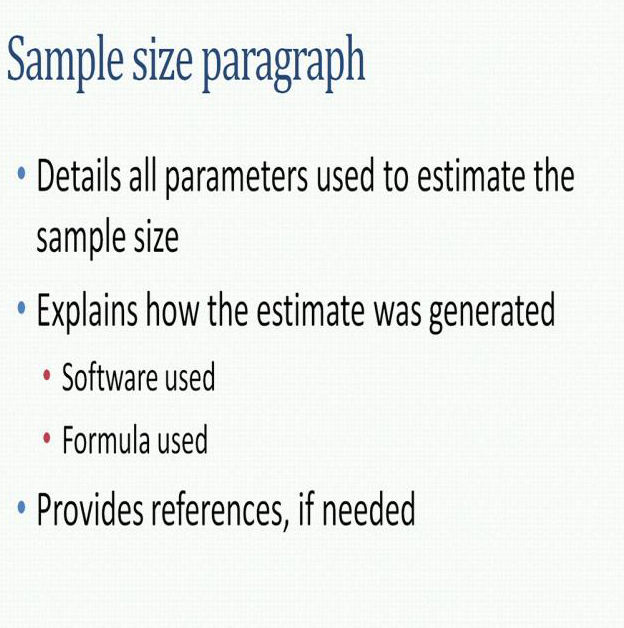 Sample size paragraph
• Details all parameters used to estimate the
sample size
• Explains how the estimate was generated
• Software used
• Formula used
• Provides references, if needed